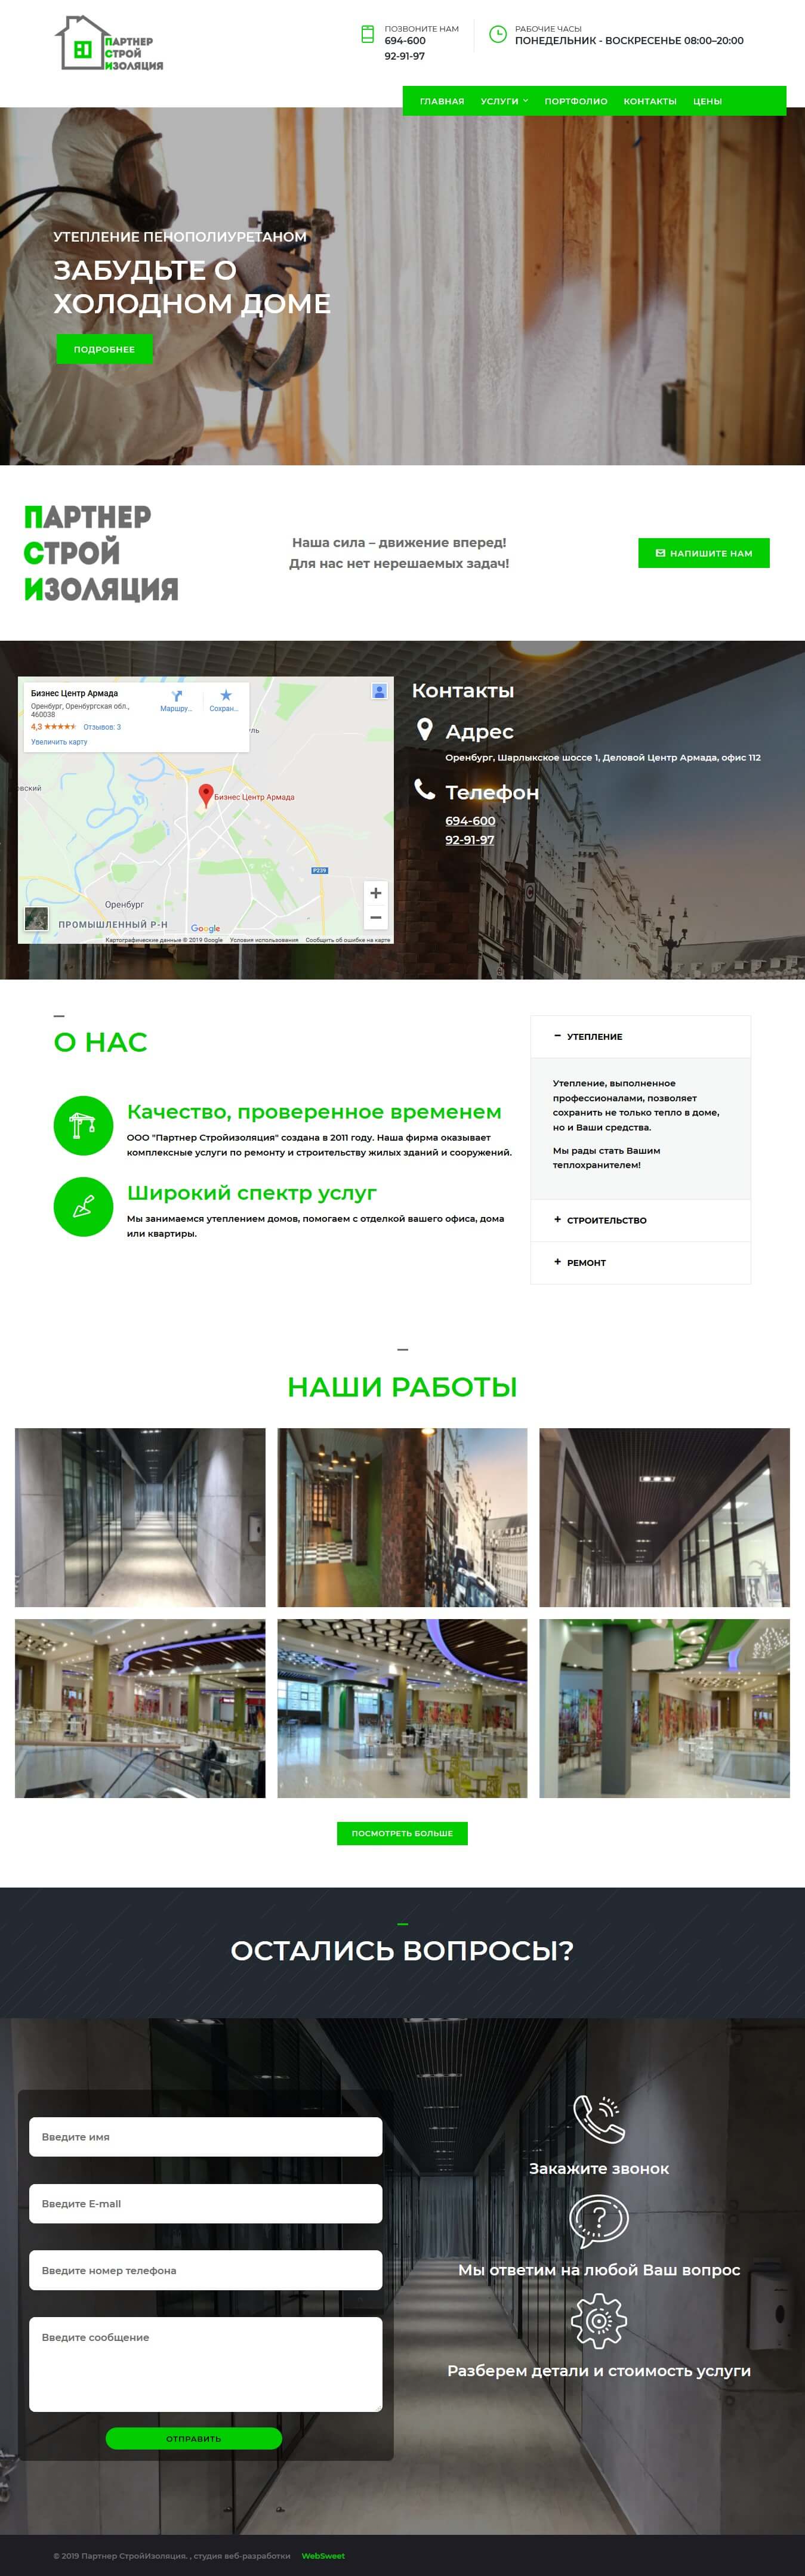 ПАРТНЕР
СТРОЙ
ИЗОЛЯЦИЯ
ПОЗВОНИТЕ НАМ
694-600
92-91-97
РАБОЧИЕ ЧАСЫ
ПОНЕДЕЛЬНИК - ВОСКРЕСЕНЬЕ 08:00–20:00
ГЛАВНАЯ УСЛУГИ ПОРТФОЛИО КОНТАКТЫ ЦЕНЫ
УТЕПЛЕНИЕ ПЕНОПОЛИУРЕТАНОМ
ЗАБУДЬТЕ О
ХОЛОДНОМ ДОМЕ
ПОДРОБНЕЕ
ПАРТНЕР
СТРОЙ
ИЗОЛЯЦИЯ
Наша сила – движение вперед!
Для нас нет нерешаемых задач!
НАПИШИТЕ НАМ
Бизнес Центр Армада
Оренбург, Оренбургская обл.,
460038
4,3 Отзывов: 3
Увеличить карту
Маршру...
Сохран...
уль
овский
Бизнес Центр Армада
Р239
Оренбург
ПРОМЫШЛЕННЫЙ Р-Н
Google
Картографические данные © 2019 Google Условия использования Сообщить об ошибке на карте
Контакты
Адрес
Оренбург, Шарлыкское шоссе 1, Деловой Центр Армада, офис 112
Телефон
694-600
92-91-97
О НАС
Качество, проверенное временем
ООО "Партнер Стройизоляция" создана в 2011 году. Наша фирма оказывает
комплексные услуги по ремонту и строительству жилых зданий и сооружений.
Широкий спектр услуг
Мы занимаемся утеплением домов, помогаем с отделкой вашего офиса, дома
или квартиры.
УТЕПЛЕНИЕ
Утепление, выполненное
профессионалами, позволяет
сохранить не только тепло в доме,
но и Ваши средства.
Мы рады стать Вашим
теплохранителем!
СТРОИТЕЛЬСТВО
РЕМОНТ
НАШИ РАБОТЫ
ПОСМОТРЕТЬ БОЛЬШЕ
ОСТАЛИСЬ ВОПРОСЫ?
Введите имя
Введите E-mail
Введите номер телефона
Введите сообщение
ОТПРАВИТЬ
Закажите звонок
Мы ответим на любой Ваш вопрос
Разберем детали и стоимость услуги
© 2019 Партнер СтройИзоляция. , студия веб-разработки WebSweet